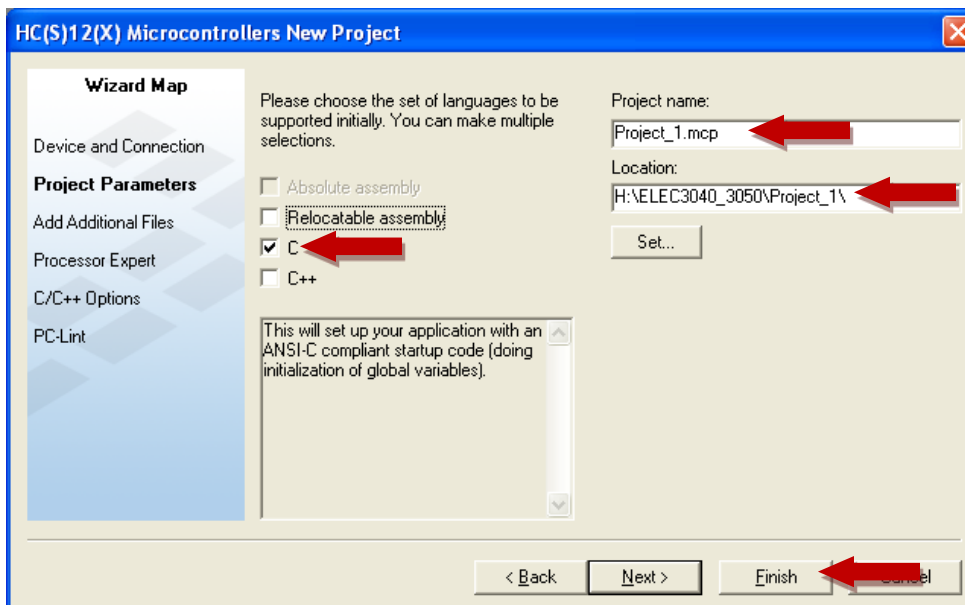 HC(S)12(X) Microcontrollers New Project
Wizard Map
Device and Connection
Project Parameters
Add Additional Files
Processor Expert
C/C++ Options
PC-Lint
Please choose the set of languages to be
supported initially. You can make multiple
selections.
Absolute assembly
Relocatable assembly
C
C++
This will set up your application with an
ANSI-C compliant startup code (doing
initialization of global variables).
Project name:
Project_1.mcp
Location:
H:\ELEC3040_3050\Project_1\
Set...
< Back
Next >
Finish
Cancel